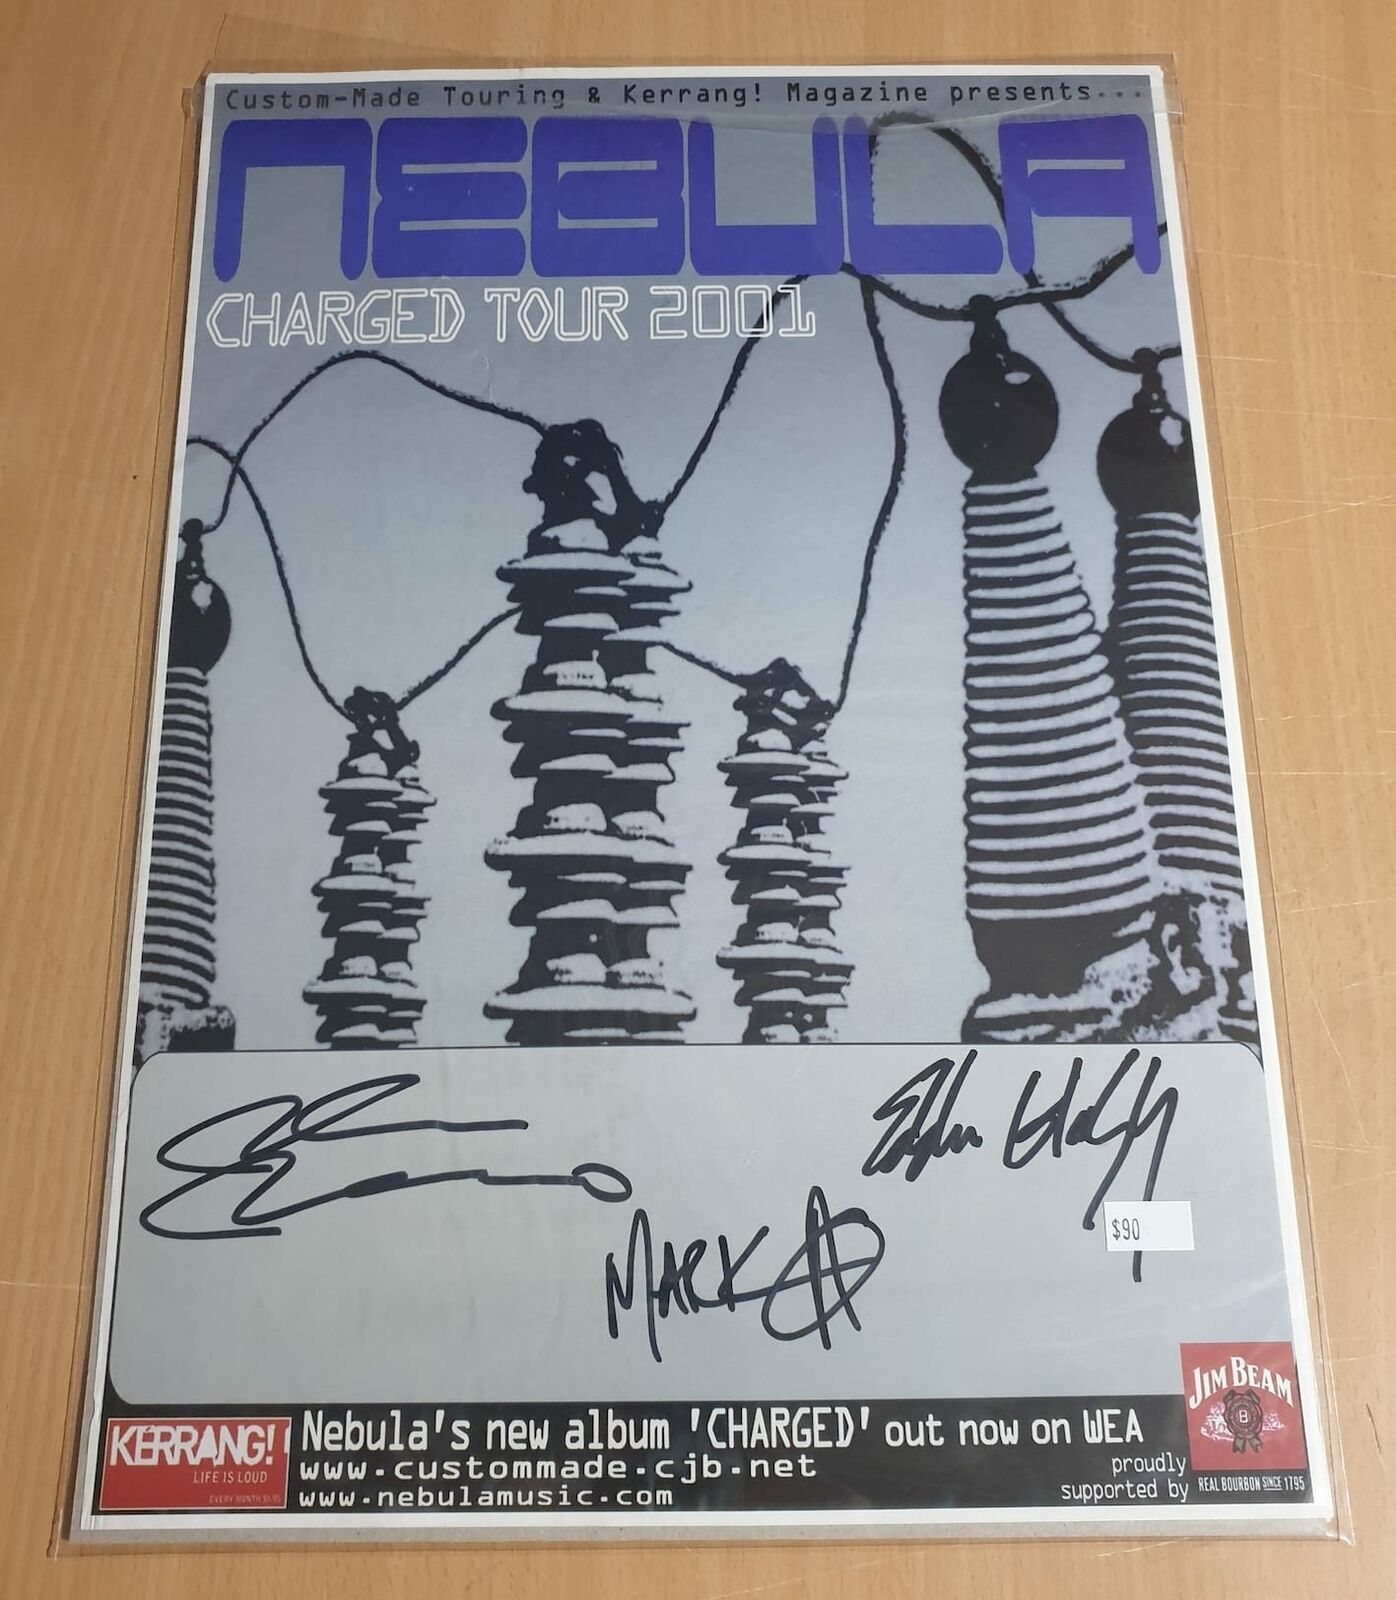 Custom-Made Touring & Kerrang! Magazine presents...
NEBULA
CHARGED TOUR 2001
MARK A
$90
JIM BEAM
B
KERRANG!
LIFE IS LOUD
Nebula's new album 'CHARGED' out now on WEA
www.custommade.cjb.net
www.nebulamusic.com
proudly
supported by
REAL BOURBON SINCE 1795